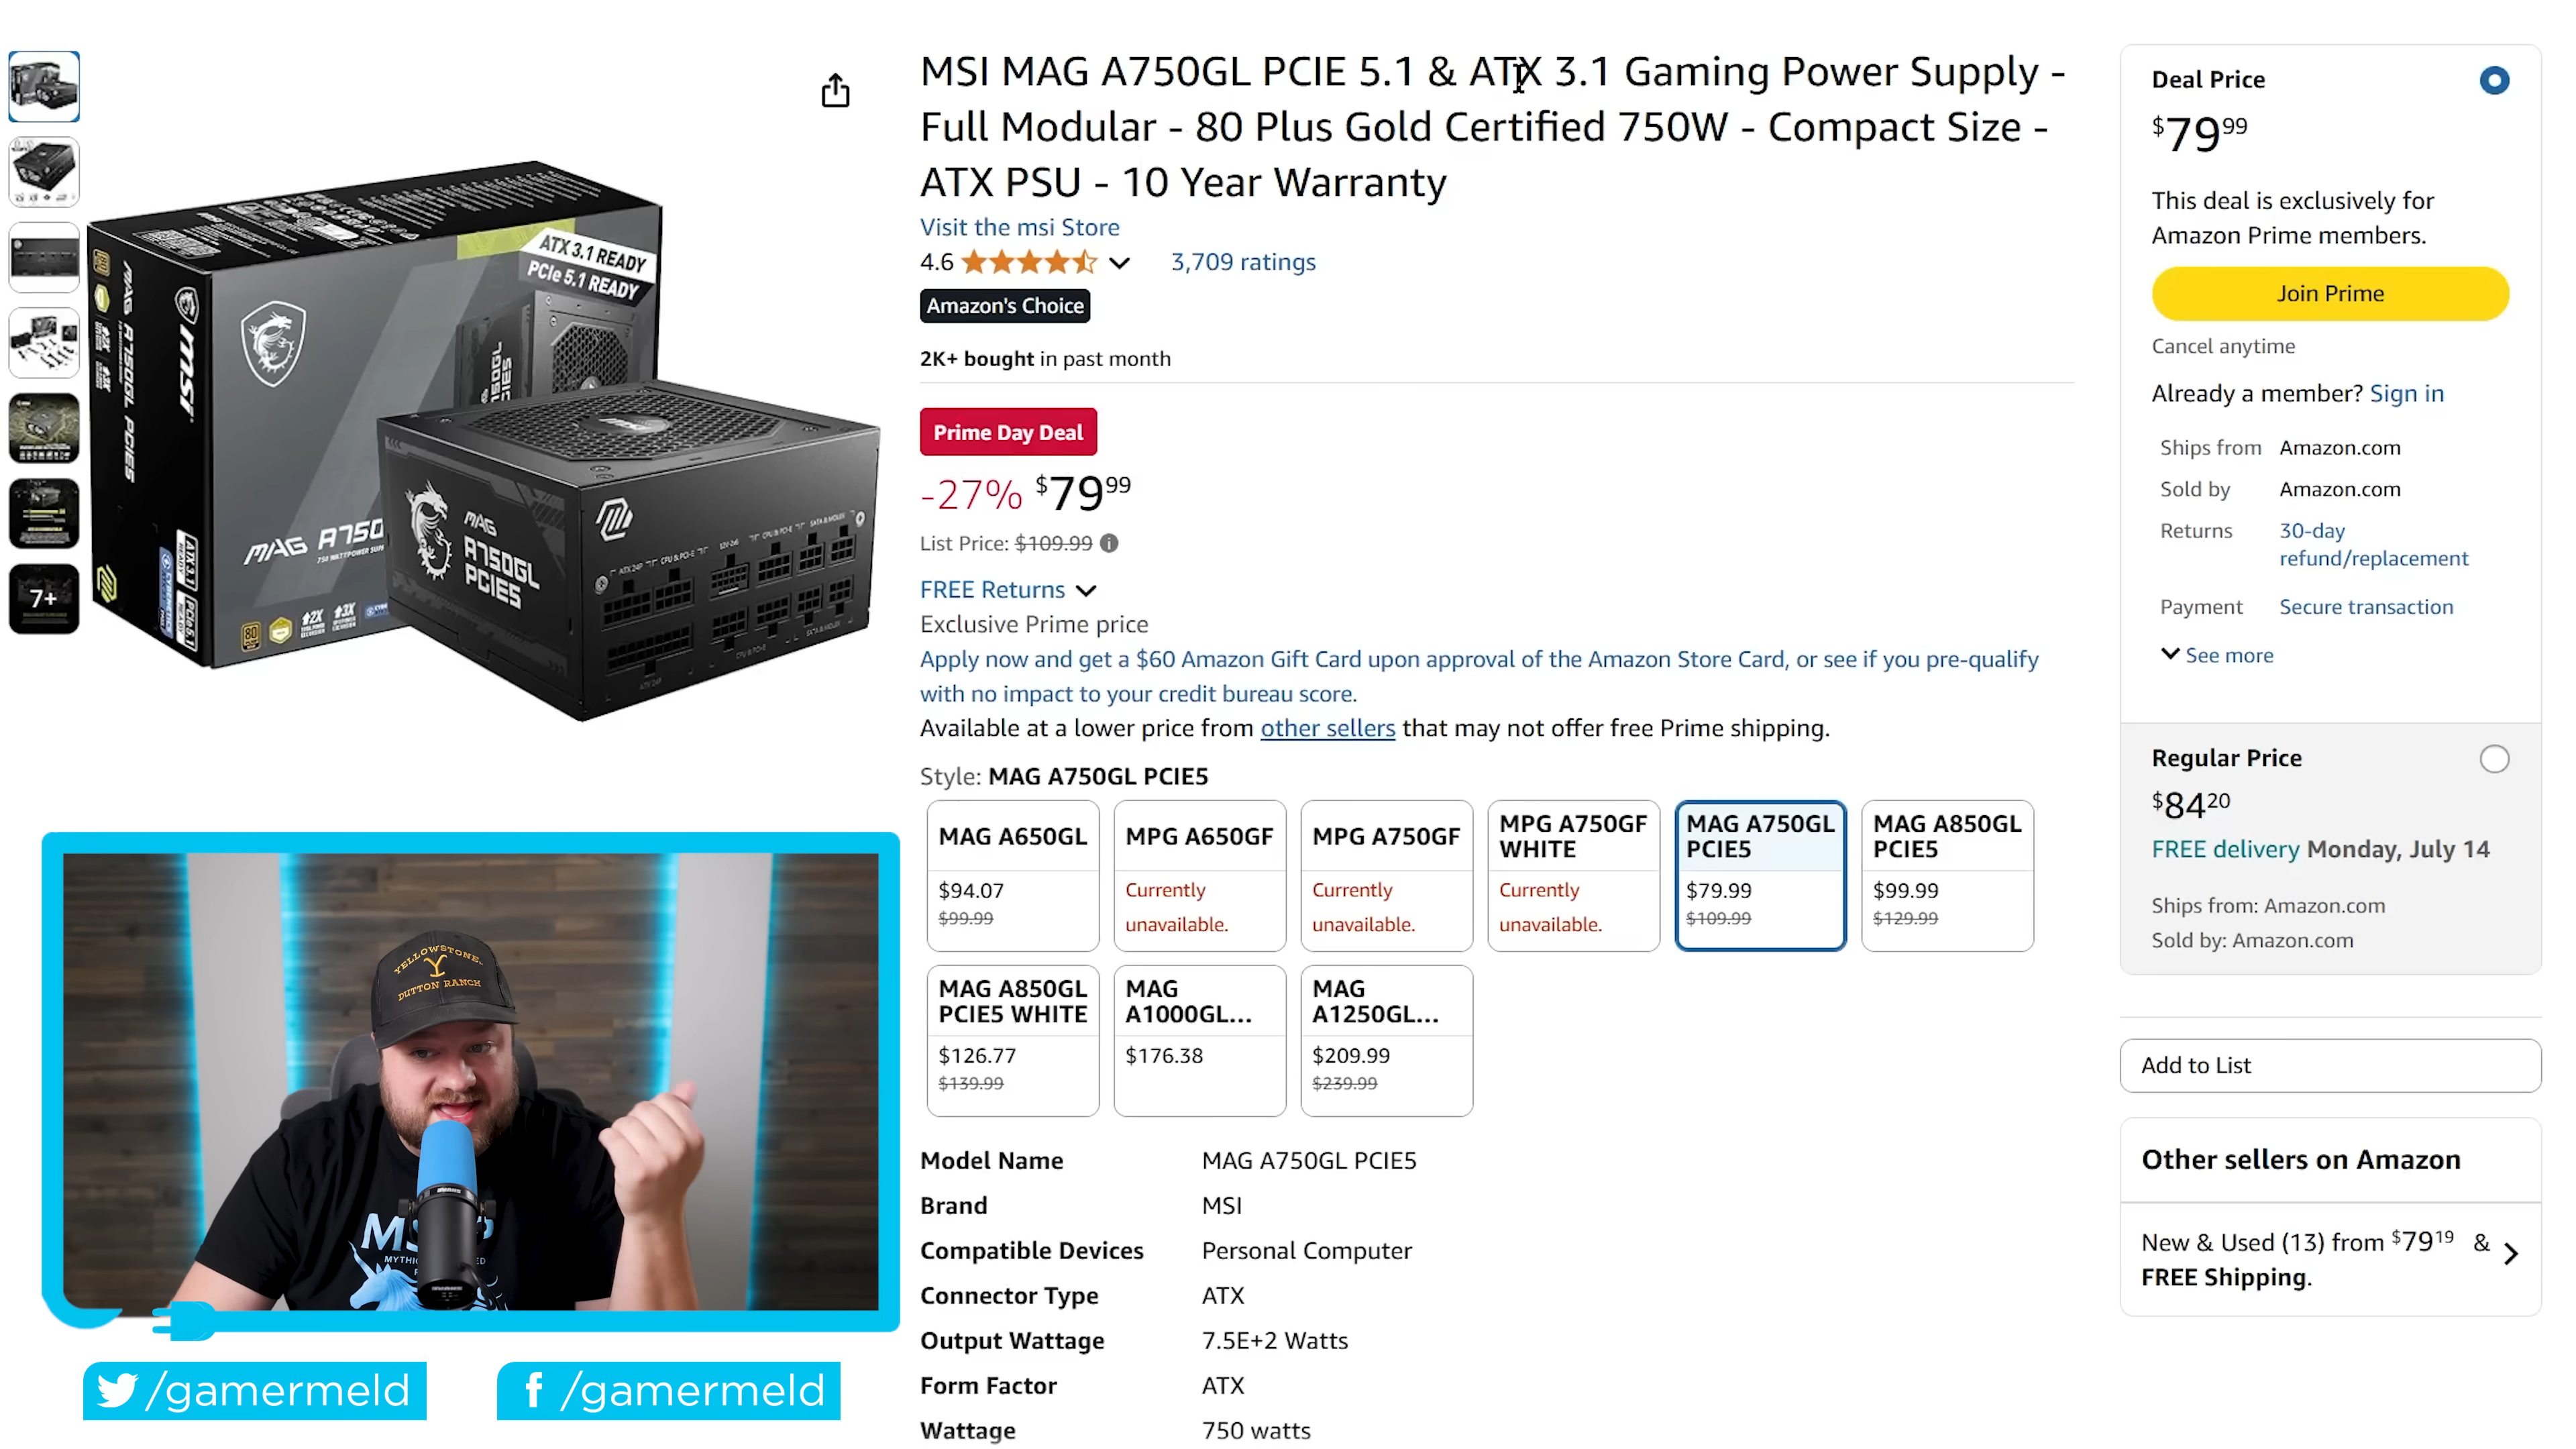 MSI MAG A750GL PCIE 5.1 & ATX 3.1 Gaming Power Supply -
Full Modular - 80 Plus Gold Certified 750W - Compact Size -
ATX PSU - 10 Year Warranty
Visit the msi Store
4.6 3,709 ratings
Amazon's Choice
2K+ bought in past month
Prime Day Deal
-27% $79.99
List Price: $109.99
FREE Returns
Exclusive Prime price
Apply now and get a $60 Amazon Gift Card upon approval of the Amazon Store Card, or see if you pre-qualify
with no impact to your credit bureau score.
Available at a lower price from other sellers that may not offer free Prime shipping.
Style: MAG A750GL PCIE5
MAG A650GL
$94.07
$99.99
MPG A650GF
Currently
unavailable.
MPG A750GF
Currently
unavailable.
MPG A750GF
WHITE
Currently
unavailable.
MAG A750GL
PCIE5
$79.99
$109.99
MAG A850GL
PCIE5
$99.99
$129.99
MAG A850GL
PCIE5 WHITE
$126.77
$139.99
MAG
A1000GL...
$176.38
MAG
A1250GL...
$209.99
$239.99
Model Name MAG A750GL PCIE5
Brand MSI
Compatible Devices Personal Computer
Connector Type ATX
Output Wattage 7.5E+2 Watts
Form Factor ATX
Wattage 750 watts
Deal Price
$79.99
This deal is exclusively for
Amazon Prime members.
Join Prime
Cancel anytime
Already a member? Sign in
Ships from Amazon.com
Sold by Amazon.com
Returns 30-day
refund/replacement
Payment Secure transaction
See more
Regular Price
$84.20
FREE delivery Monday, July 14
Ships from: Amazon.com
Sold by: Amazon.com
Add to List
Other sellers on Amazon
New & Used (13) from $79.19 &
FREE Shipping.
7+
ATX 3.1 READY
PCIe 5.1 READY
msi
MAG A750GL PCIE5
MAG A750
MAG
A750GL
PCIE5
ATX 3.1
READY
PCIe 5.1
READY
80
YELLOWSTONE
Y
DUTTON RANCH
/gamermeld
/gamermeld